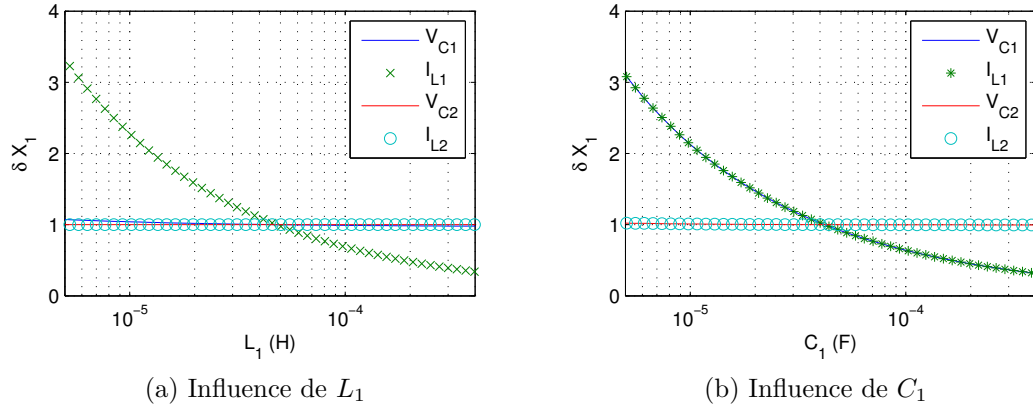 4
3
2
1
0
δ X₁
10⁻⁵
10⁻⁴
L₁ (H)
V_C1
I_L1
V_C2
I_L2
(a) Influence de L₁
4
3
2
1
0
δ X₁
10⁻⁵
10⁻⁴
C₁ (F)
V_C1
I_L1
V_C2
I_L2
(b) Influence de C₁